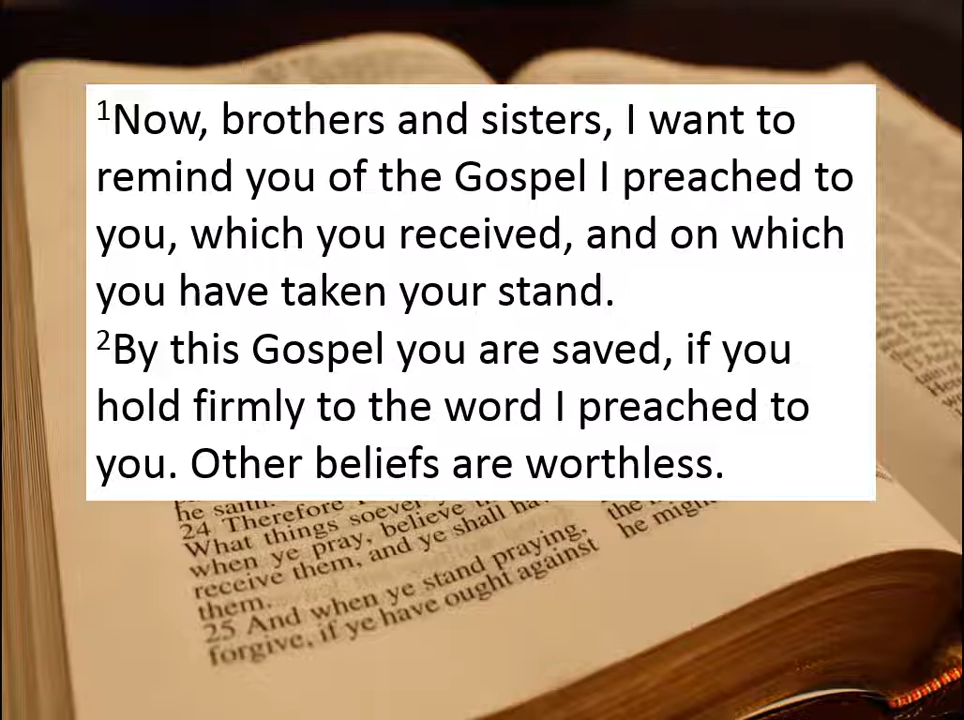 ¹Now, brothers and sisters, I want to
remind you of the Gospel I preached to
you, which you received, and on which
you have taken your stand.
²By this Gospel you are saved, if you
hold firmly to the word I preached to
you. Other beliefs are worthless.
he saith.
24 Therefore
What things soever
when ye pray, believe
receive them, and ye shall ha
them.
25 And when ye stand praying,
forgive, if ye have ought against
the
he migh